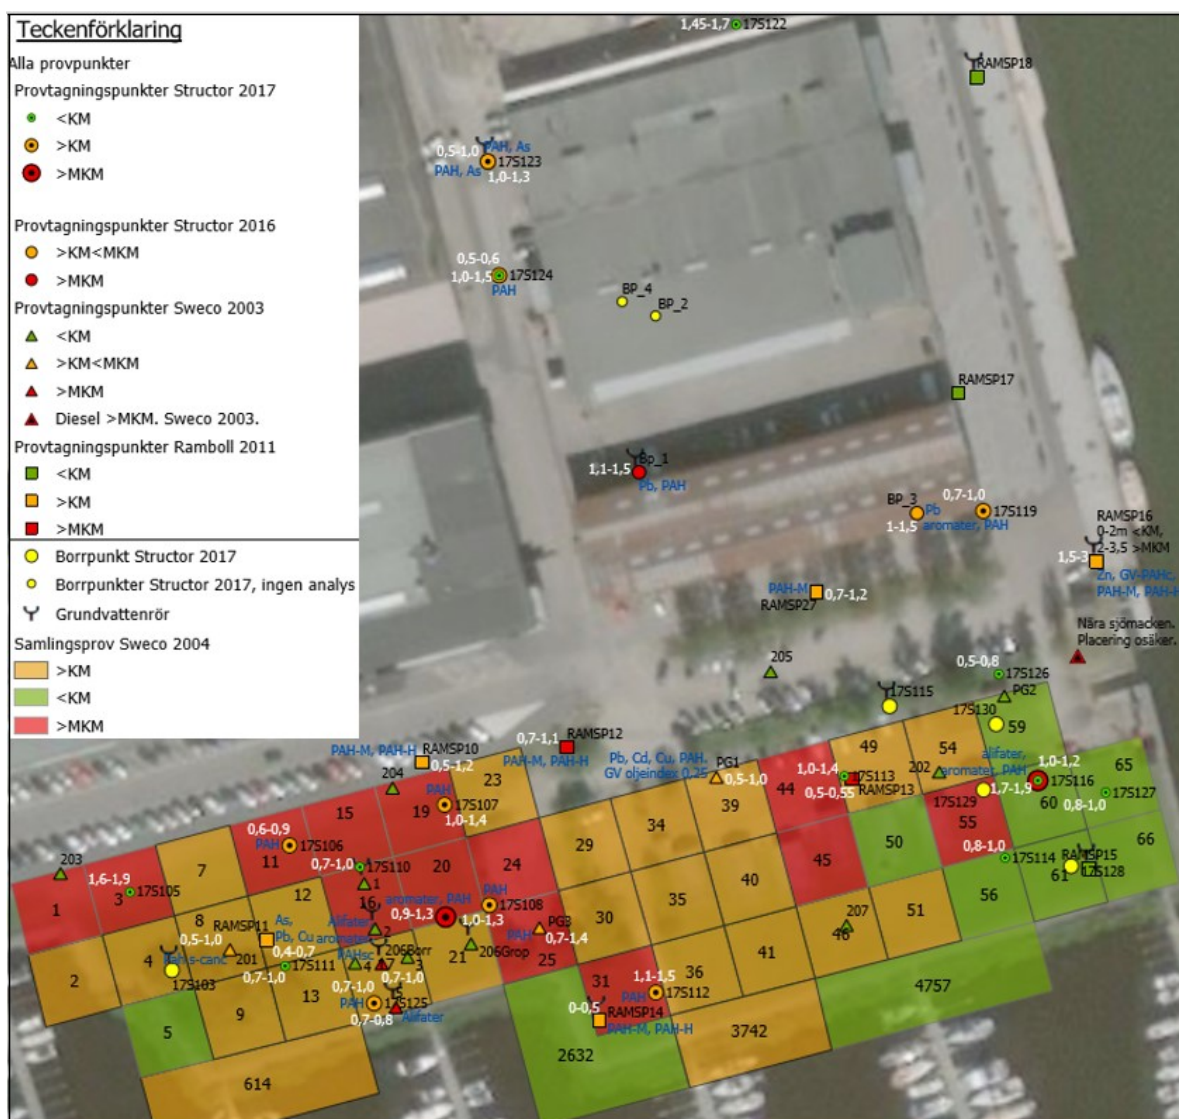 Teckenförklaring
Alla provpunkter
Provtagningspunkter Structor 2017
<KM
>KM
>MKM
Provtagningspunkter Structor 2016
>KM<MKM
>MKM
Provtagningspunkter Sweco 2003
<KM
>KM<MKM
>MKM
Diesel >MKM. Sweco 2003.
Provtagningspunkter Ramboll 2011
<KM
>KM
>MKM
Borrpunkt Structor 2017
Borrpunkter Structor 2017, ingen analys
Grundvattenrör
Samlingsprov Sweco 2004
>KM
<KM
>MKM
1,45-1,7 17S122
RAMSP18
0,5-1,0 PAH, As
17S123
PAH, As
1,0-1,3
0,5-0,6
1,0-1,5 17S124
PAH
BP_4
BP_2
RAMSP17
Bp_1
1,1-1,5
Pb, PAH
0,7-1,0
BP_3 Pb 17S119
1-1,5 aromater, PAH
RAMSP16
0-2m <KM,
2-3,5 >MKM
1,5-3
Zn, GV-PAHc,
PAH-M, PAH-H
PAH-M
0,7-1,2
RAMSP27
Nära sjömacken.
Placering osäker.
205
0,5-0,8
17S126
PG2
17S115
17S130
59
0,7-1,1 RAMSP12
PAH-M, PAH-H
PAH-M, PAH-H RAMSP10
0,5-1,2
Pb, Cd, Cu, PAH. PG1
GV oljeindex 0,25 0,5-1,0
49
54
202
alifater,
aromater, PAH
1,0-1,2
17S116
65
1,0-1,4 17S113
0,5-0,55 RAMSP13
1,7-1,9
17S129
0,8-1,0 17S127
60
204
23
PAH
17S107
1,0-1,4
15
19
39
44
34
29
50
55
66
0,6-0,9
PAH 17S106
11
7
203
1,6-1,9
17S105
1
3
0,7-1,0 17S110
1
20
24
40
45
0,8-1,0
17S114
RAMSP15
17S128
61
56
12
16
aromater, PAH
0,9-1,3
PAH
17S108
1,0-1,3
35
30
51
207
46
8
RAMSP11
As,
Pb, Cu
0,5-1,0
201
0,4-0,7
Alifater
aromater,
PAHsc
2
206Borr
206Grop
PG3
PAH
0,7-1,4
25
41
2
4
17S103
0,7-1,0 17S111
4
7
3
0,7-1,0
21
36
31
1,1-1,5
PAH 17S112
4757
5
9
13
0,7-1,0
PAH
17S125
0,7-0,8
Alifater
0-0,5
RAMSP14
PAH-M, PAH-H
3742
2632
614